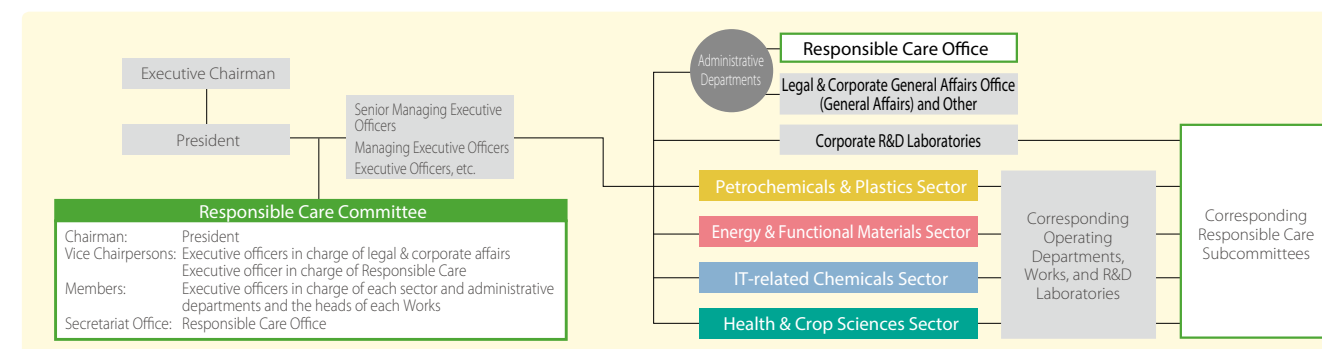 Executive Chairman
President
Senior Managing Executive
Officers
Managing Executive Officers
Executive Officers, etc.
Responsible Care Committee
Chairman: President
Vice Chairpersons: Executive officers in charge of legal & corporate affairs
Executive officer in charge of Responsible Care
Members: Executive officers in charge of each sector and administrative
departments and the heads of each Works
Secretariat Office: Responsible Care Office
Administrative
Departments
Responsible Care Office
Legal & Corporate General Affairs Office
(General Affairs) and Other
Corporate R&D Laboratories
Petrochemicals & Plastics Sector
Energy & Functional Materials Sector
IT-related Chemicals Sector
Health & Crop Sciences Sector
Corresponding
Operating
Departments,
Works, and R&D
Laboratories
Corresponding
Responsible Care
Subcommittees